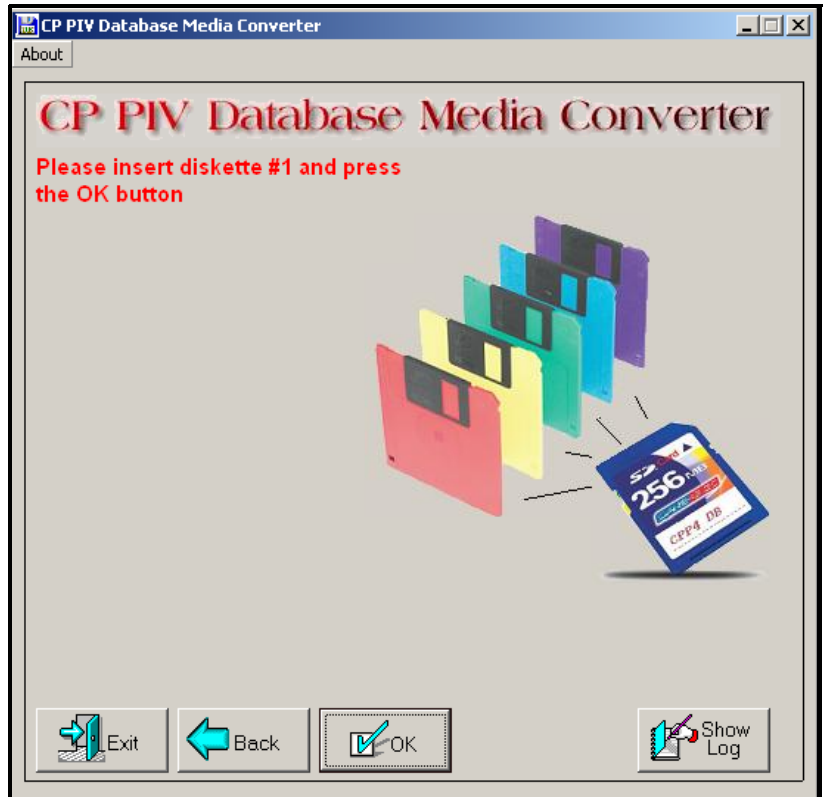 CP PIV Database Media Converter
About
CP PIV Database Media Converter
Please insert diskette #1 and press
the OK button
SD Card
256 MB
CPP4 DB
Exit
Back
OK
Show
Log